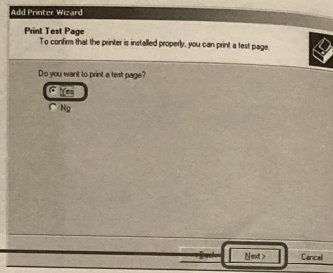 Add Printer Wizard
Print Test Page
To confirm that the printer is installed properly, you can print a test page.
Do you want to print a test page?
Yes
No
Next >
Cancel